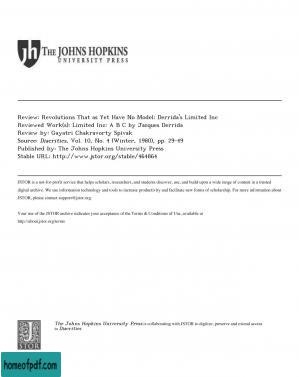 THE JOHNS HOPKINS
UNIVERSITY PRESS
Review: Revolutions That as Yet Have No Model: Derrida's Limited Inc
Reviewed Work(s): Limited Inc: A B C by Jacques Derrida
Review by: Gayatri Chakravorty Spivak
Source: Diacritics, Vol. 10, No. 4 (Winter, 1980), pp. 29-49
Published by: The Johns Hopkins University Press
Stable URL: http://www.jstor.org/stable/464864
JSTOR is a not-for-profit service that helps scholars, researchers, and students discover, use, and build upon a wide range of content in a trusted
digital archive. We use information technology and tools to increase productivity and facilitate new forms of scholarship. For more information about
JSTOR, please contact support@jstor.org.
Your use of the JSTOR archive indicates your acceptance of the Terms & Conditions of Use, available at
http://about.jstor.org/terms
The Johns Hopkins University Press is collaborating with JSTOR to digitize, preserve and extend access
to Diacritics
JSTOR
homeofpdf.com